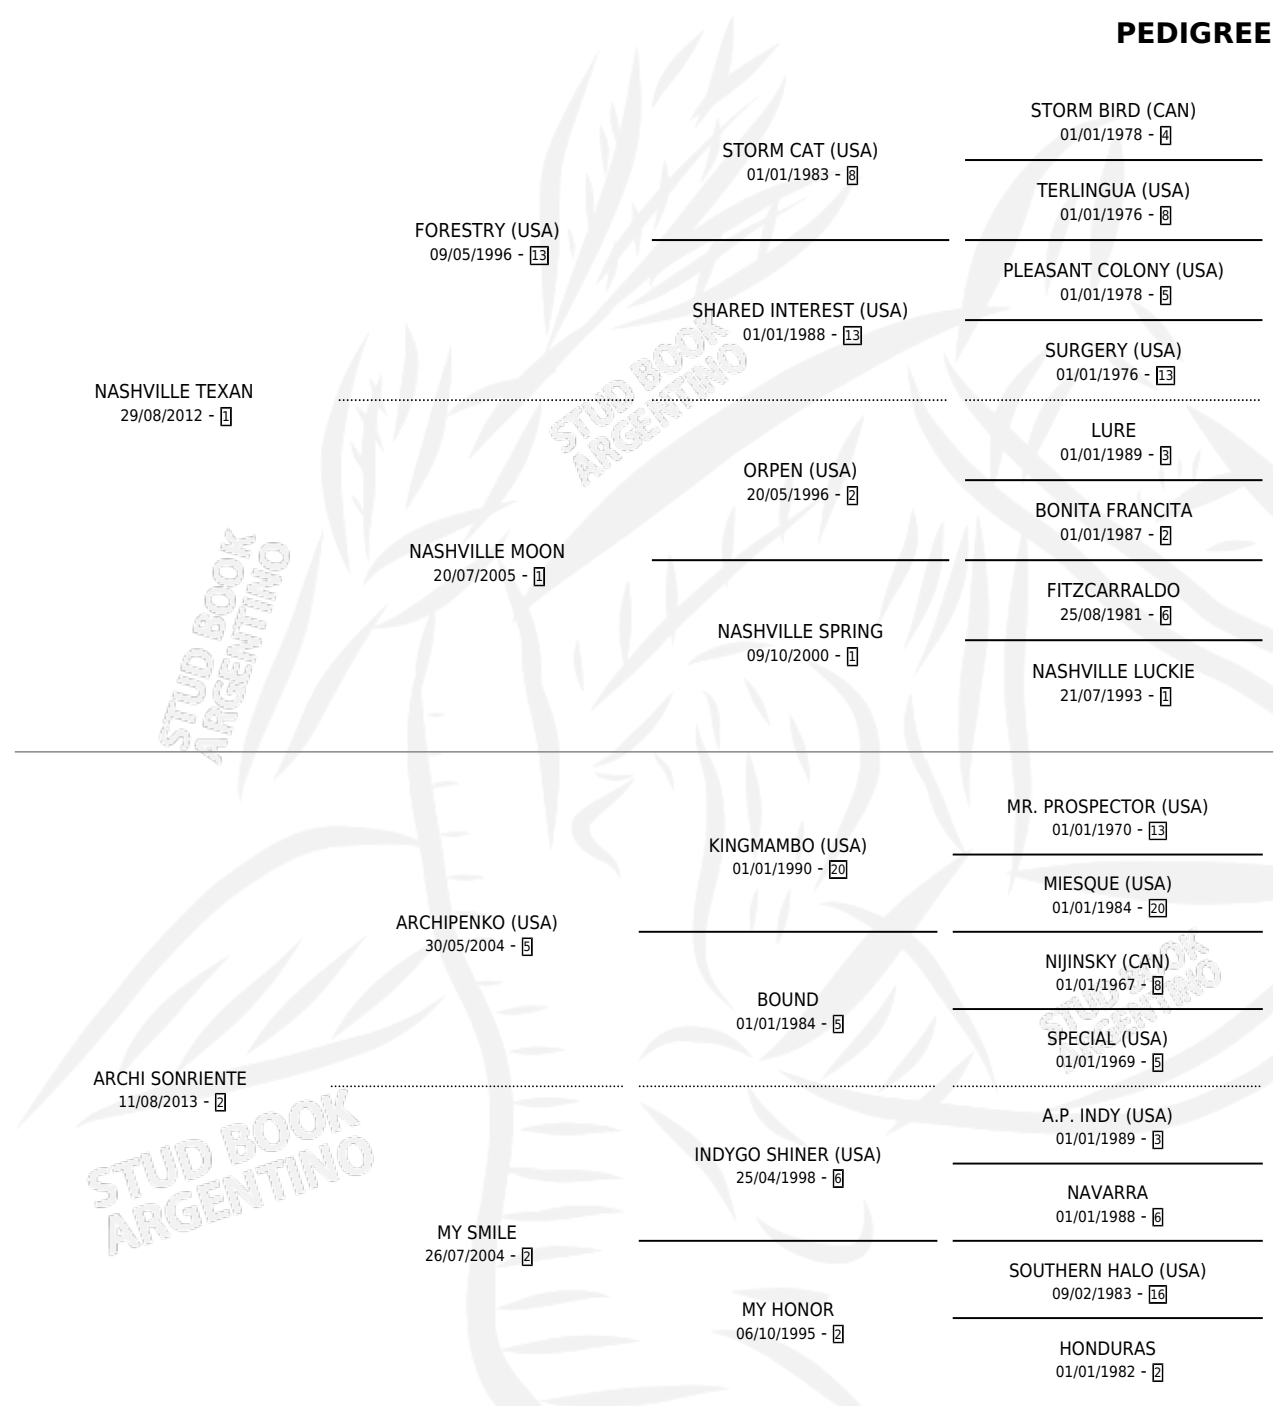 PEDIGREE
STORM BIRD (CAN)
01/01/1978 - 4
STORM CAT (USA)
01/01/1983 - 8
TERLINGUA (USA)
01/01/1976 - 8
FORESTRY (USA)
09/05/1996 - 13
PLEASANT COLONY (USA)
01/01/1978 - 5
SHARED INTEREST (USA)
01/01/1988 - 13
SURGERY (USA)
01/01/1976 - 13
NASHVILLE TEXAN
29/08/2012 - 1
STUD BOOK
ARGENTINO
LURE
01/01/1989 - 3
ORPEN (USA)
20/05/1996 - 2
BONITA FRANCITA
01/01/1987 - 2
NASHVILLE MOON
20/07/2005 - 1
FITZCARRALDO
25/08/1981 - 6
NASHVILLE SPRING
09/10/2000 - 1
NASHVILLE LUCKIE
21/07/1993 - 1
STUD BOOK
ARGENTINO
MR. PROSPECTOR (USA)
01/01/1970 - 13
KINGMAMBO (USA)
01/01/1990 - 20
MIESQUE (USA)
01/01/1984 - 20
ARCHIPENKO (USA)
30/05/2004 - 5
NIJINSKY (CAN)
01/01/1967 - 8
STUD BOOK
ARGENTINO
BOUND
01/01/1984 - 5
SPECIAL (USA)
01/01/1969 - 5
ARCHI SONRIENTE
11/08/2013 - 2
STUD BOOK
ARGENTINO
A.P. INDY (USA)
01/01/1989 - 3
INDYGO SHINER (USA)
25/04/1998 - 6
NAVARRA
01/01/1988 - 6
MY SMILE
26/07/2004 - 2
SOUTHERN HALO (USA)
09/02/1983 - 16
MY HONOR
06/10/1995 - 2
HONDURAS
01/01/1982 - 2